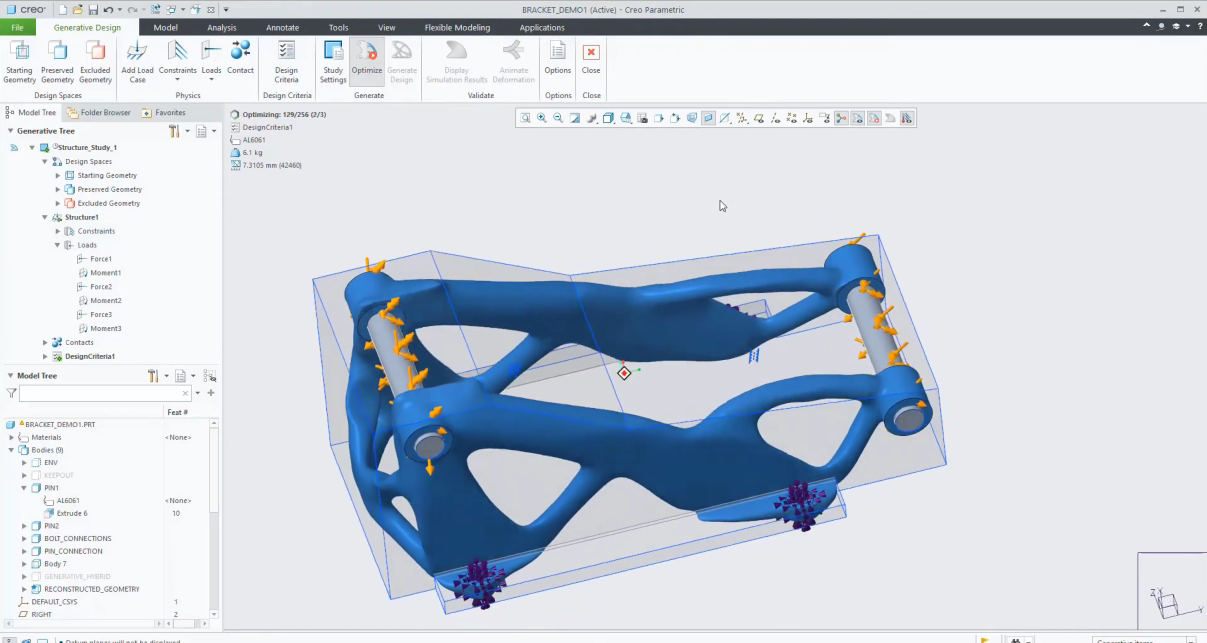 creo
BRACKET_DEMO1 (Active) - Creo Parametric
File Generative Design Model Analysis Annotate Tools View Flexible Modeling Applications
Starting Geometry
Preserved Geometry
Excluded Geometry
Add Load Case
Constraints
Loads
Contact
Design Criteria
Study Settings
Optimize
Generate Design
Display Simulation Results
Animate Deformation
Options
Close
Design Spaces Physics Design Criteria Generate Validate Options Close
Model Tree Folder Browser Favorites
Generative Tree
Structure_Study_1
Design Spaces
Starting Geometry
Preserved Geometry
Excluded Geometry
Structure1
Constraints
Loads
Force1
Moment1
Force2
Moment2
Force3
Moment3
Contacts
DesignCriteria1
Model Tree
Feat #
BRACKET_DEMO1.PRT
Materials <None>
Bodies (9)
ENV
KEEPOUT
PIN1
AL6061 <None>
Extrude 6 10
PIN2
BOLT_CONNECTIONS
PIN_CONNECTION
Body 7
GENERATIVE_HYBRID
RECONSTRUCTED_GEOMETRY
DEFAULT_CSYS 1
RIGHT 2
Optimizing: 129/256 (2/3)
DesignCriteria1
AL6061
6.1 kg
7.3105 mm (42460)
Z Y
Datum planes will not be displayed.
Generative items